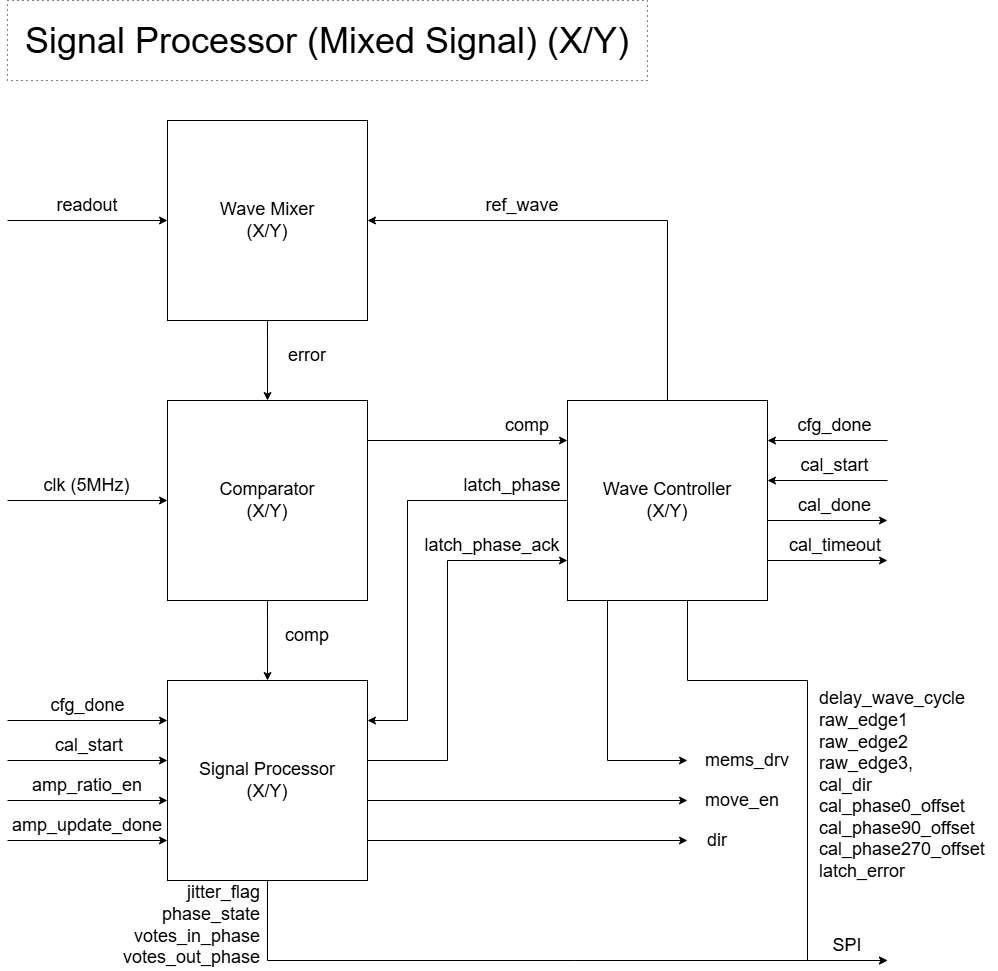 Signal Processor (Mixed Signal) (X/Y)
readout
Wave Mixer
(X/Y)
ref_wave
error
clk (5MHz)
Comparator
(X/Y)
comp
latch_phase
latch_phase_ack
Wave Controller
(X/Y)
cfg_done
cal_start
cal_done
cal_timeout
comp
cfg_done
cal_start
amp_ratio_en
amp_update_done
Signal Processor
(X/Y)
mems_drv
move_en
dir
delay_wave_cycle
raw_edge1
raw_edge2
raw_edge3,
cal_dir
cal_phase0_offset
cal_phase90_offset
cal_phase270_offset
latch_error
jitter_flag
phase_state
votes_in_phase
votes_out_phase
SPI